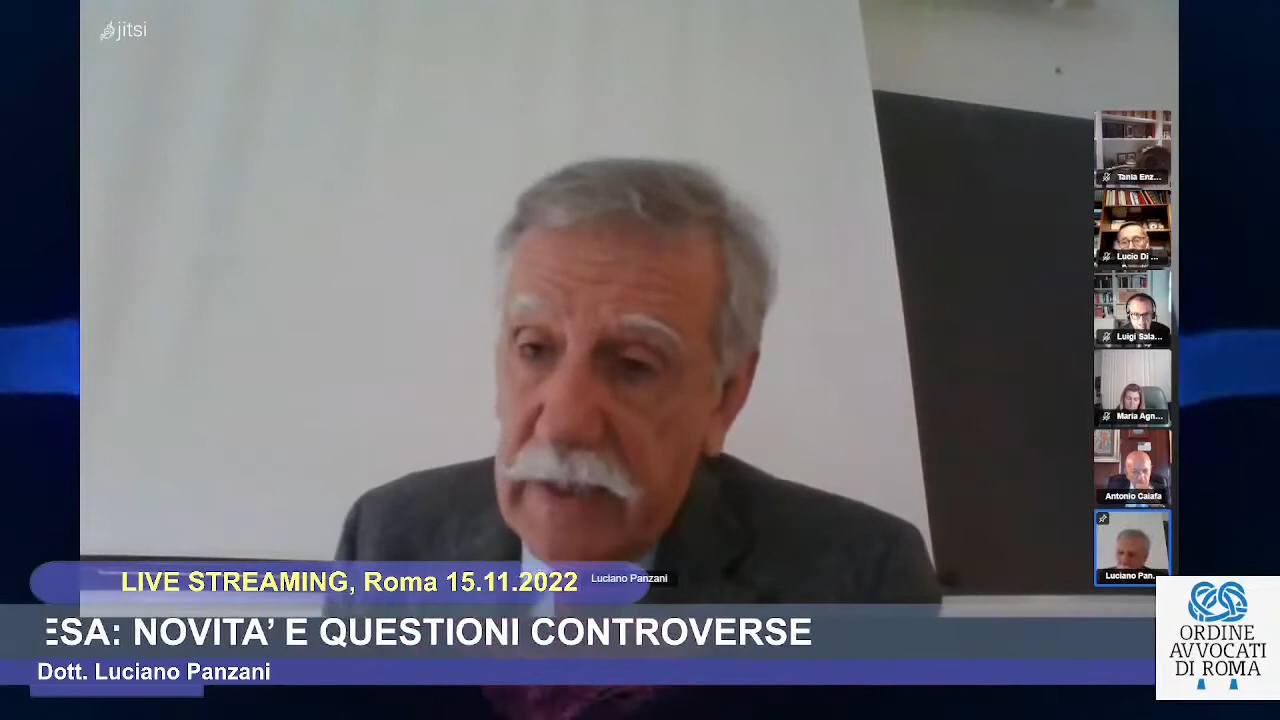 jitsi
Tania Enz...
Lucio Di ...
Luigi Sala...
Maria Agn...
Antonio Caiafa
Luciano Pan...
LIVE STREAMING, Roma 15.11.2022
Luciano Panzani
ESA: NOVITA’ E QUESTIONI CONTROVERSE
Dott. Luciano Panzani
ORDINE
AVVOCATI
DI ROMA